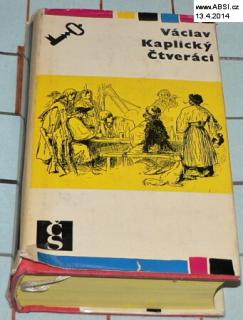 www.ABSI.cz
13.4.2014
Václav
Kaplický
Čtveráci
čs